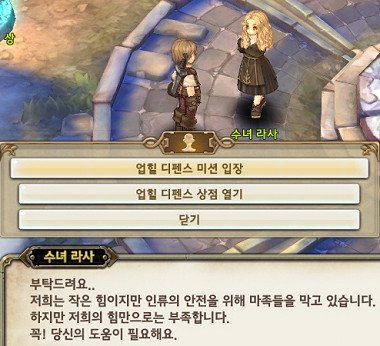 상
수녀 라사
업힐 디펜스 미션 입장
업힐 디펜스 상점 열기
닫기
수녀 라사
부탁드려요..
저희는 작은 힘이지만 인류의 안전을 위해 마족들을 막고 있습니다.
하지만 저희의 힘만으로는 부족합니다.
꼭! 당신의 도움이 필요해요.